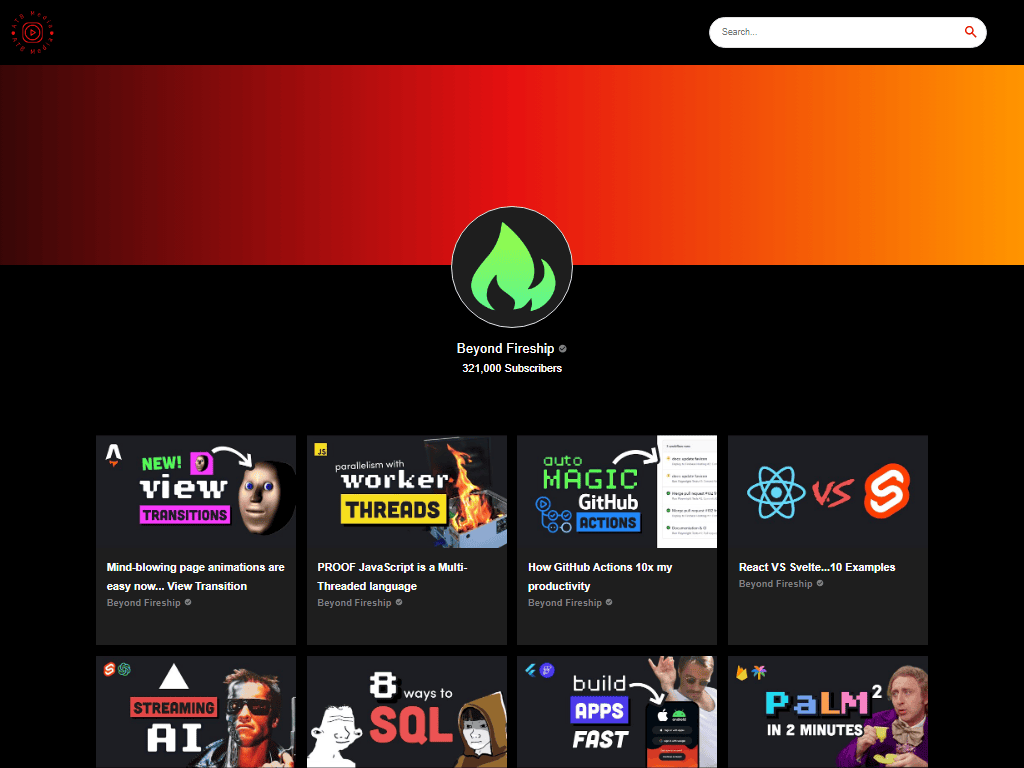 Search...
Beyond Fireship
321,000 Subscribers
NEW!
view
TRANSITIONS
Mind-blowing page animations are
easy now... View Transition
Beyond Fireship
JS
parallelism with
worker
THREADS
PROOF JavaScript is a Multi-
Threaded language
Beyond Fireship
auto
MAGIC
GitHub
ACTIONS
How GitHub Actions 10x my
productivity
Beyond Fireship
VS
React VS Svelte...10 Examples
Beyond Fireship
STREAMING
AI
8 ways to
SQL
build
APPS
FAST
PaLM 2
IN 2 MINUTES